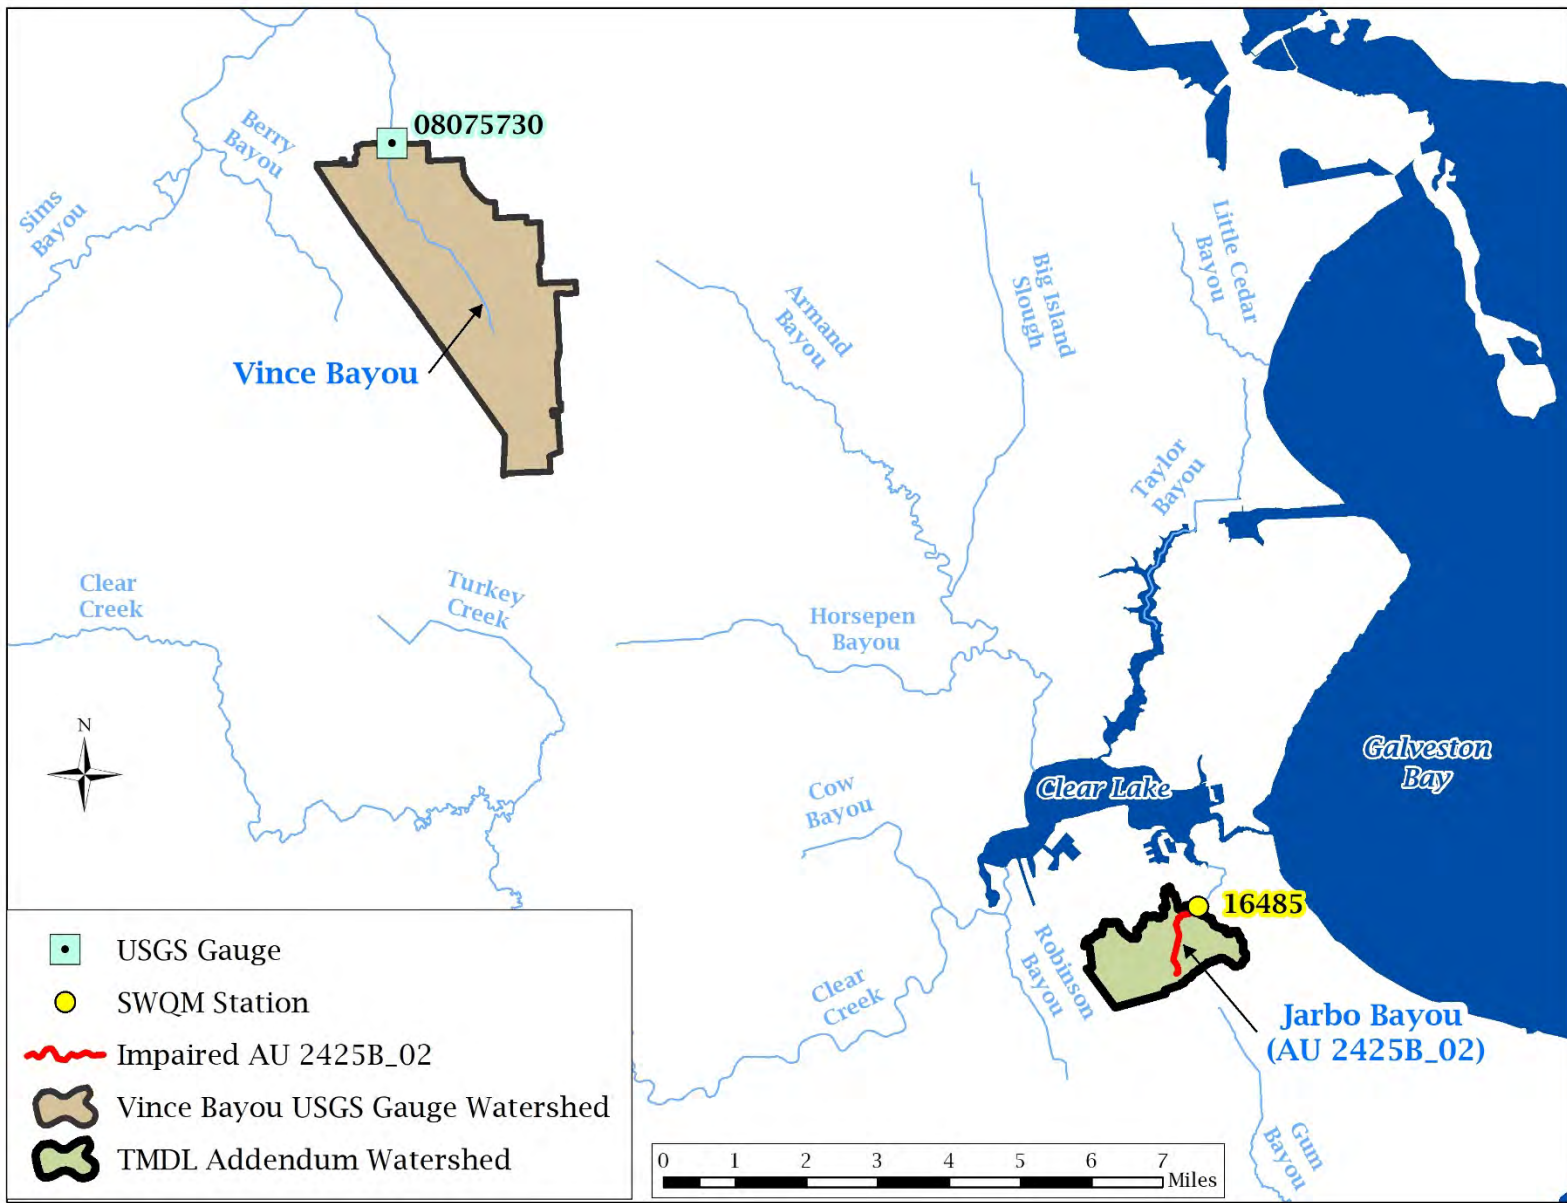 08075730
Berry
Bayou
Sims
Bayou
Vince Bayou
Little Cedar
Bayou
Big Island
Slough
Armand
Bayou
Taylor
Bayou
Clear
Creek
Turkey
Creek
Horsepen
Bayou
N
Galveston
Bay
Clear Lake
Cow
Bayou
16485
Robinson
Bayou
Clear
Creek
Jarbo Bayou
(AU 2425B_02)
Gum
Bayou
USGS Gauge
SWQM Station
Impaired AU 2425B_02
Vince Bayou USGS Gauge Watershed
TMDL Addendum Watershed
0 1 2 3 4 5 6 7
Miles